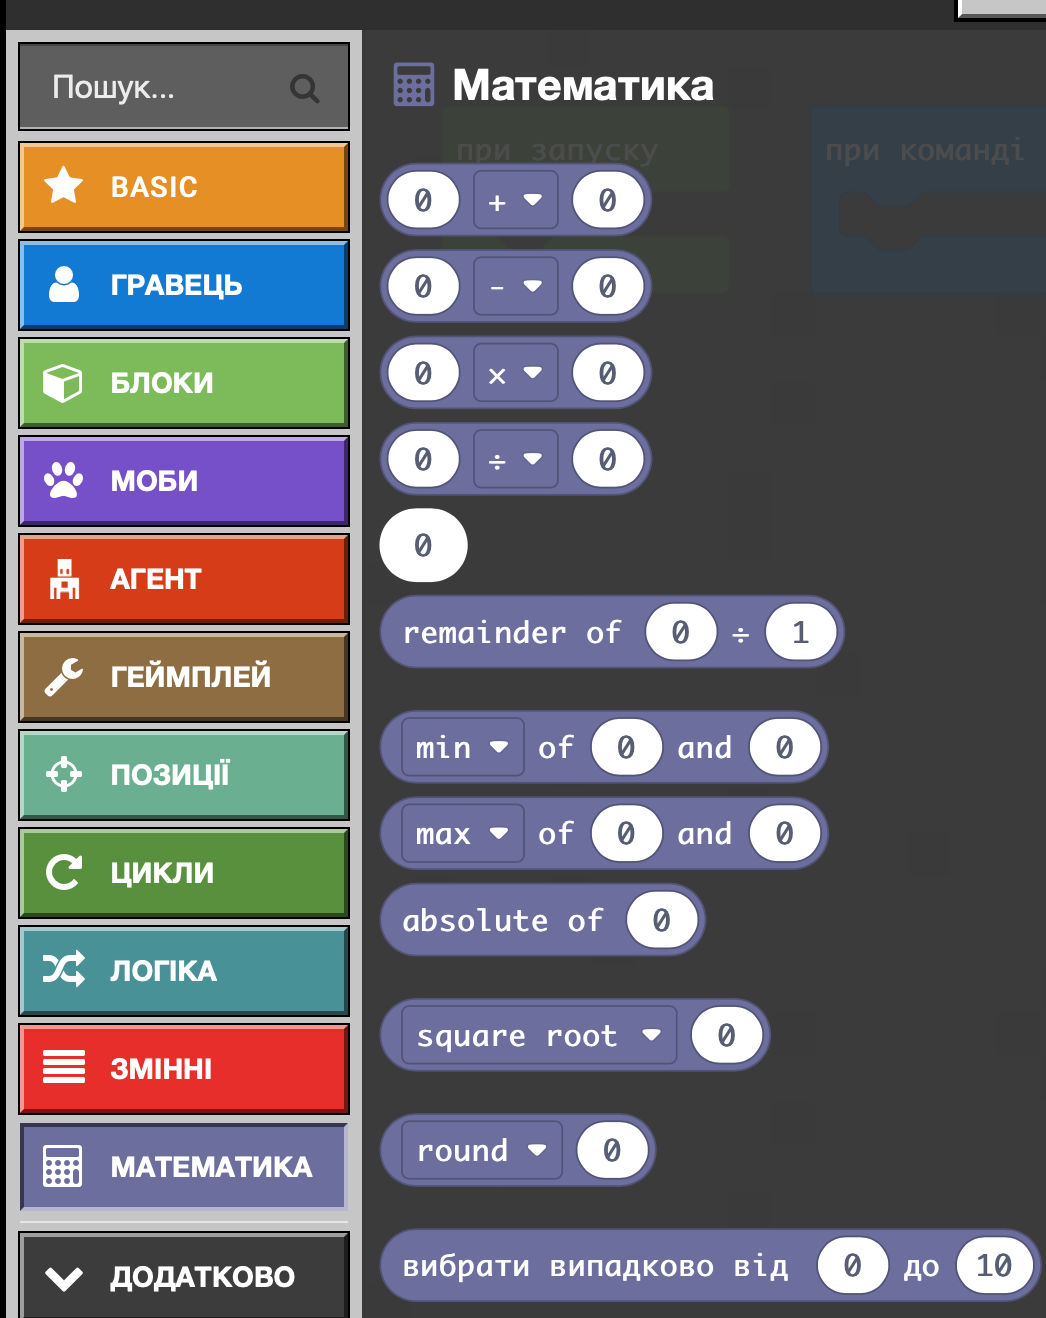 Пошук...
BASIC
ГРАВЕЦЬ
БЛОКИ
МОБИ
АГЕНТ
ГЕЙМПЛЕЙ
ПОЗИЦІЇ
ЦИКЛИ
ЛОГІКА
ЗМІННІ
МАТЕМАТИКА
ДОДАТКОВО
Математика
при запуску
при команді
0 + 0
0 - 0
0 × 0
0 ÷ 0
0
remainder of 0 ÷ 1
min of 0 and 0
max of 0 and 0
absolute of 0
square root 0
round 0
вибрати випадково від 0 до 10